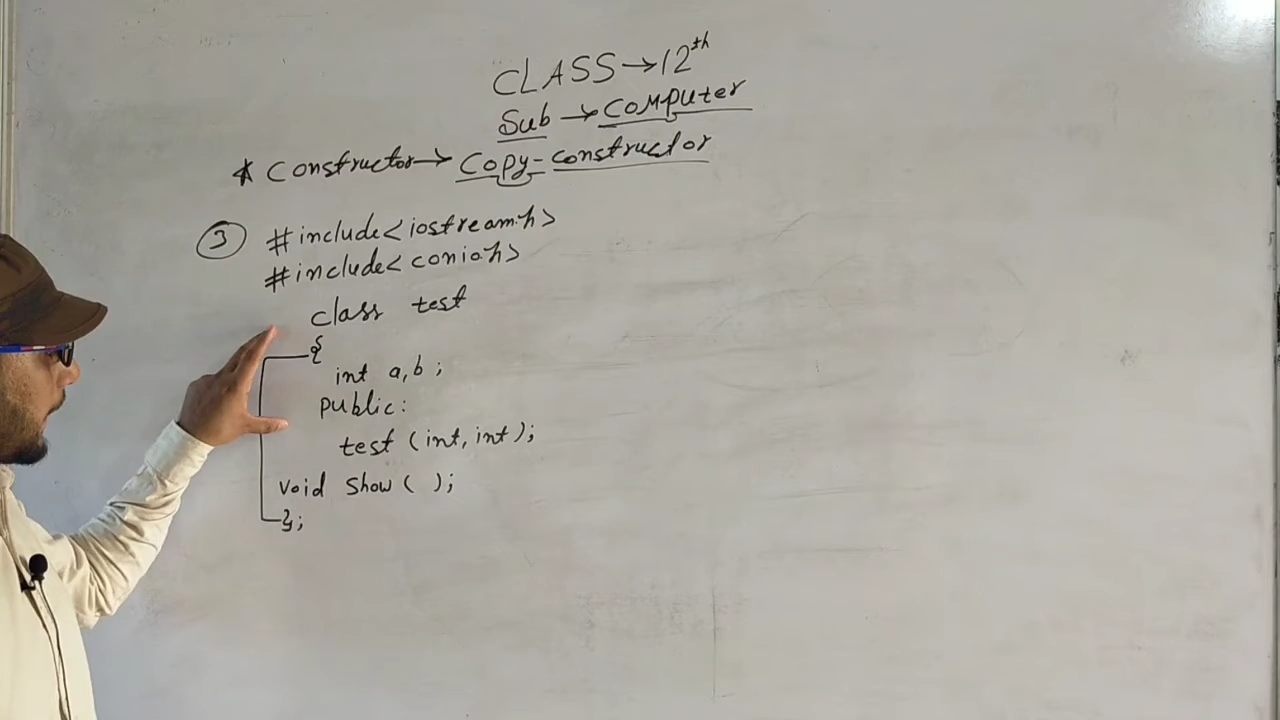 CLASS → 12th
Sub → Computer
* Constructor → Copy-constructor
③ #include<iostream.h>
#include<conio.h>
class test
{
int a,b ;
public:
test (int, int);
void show ( );
};